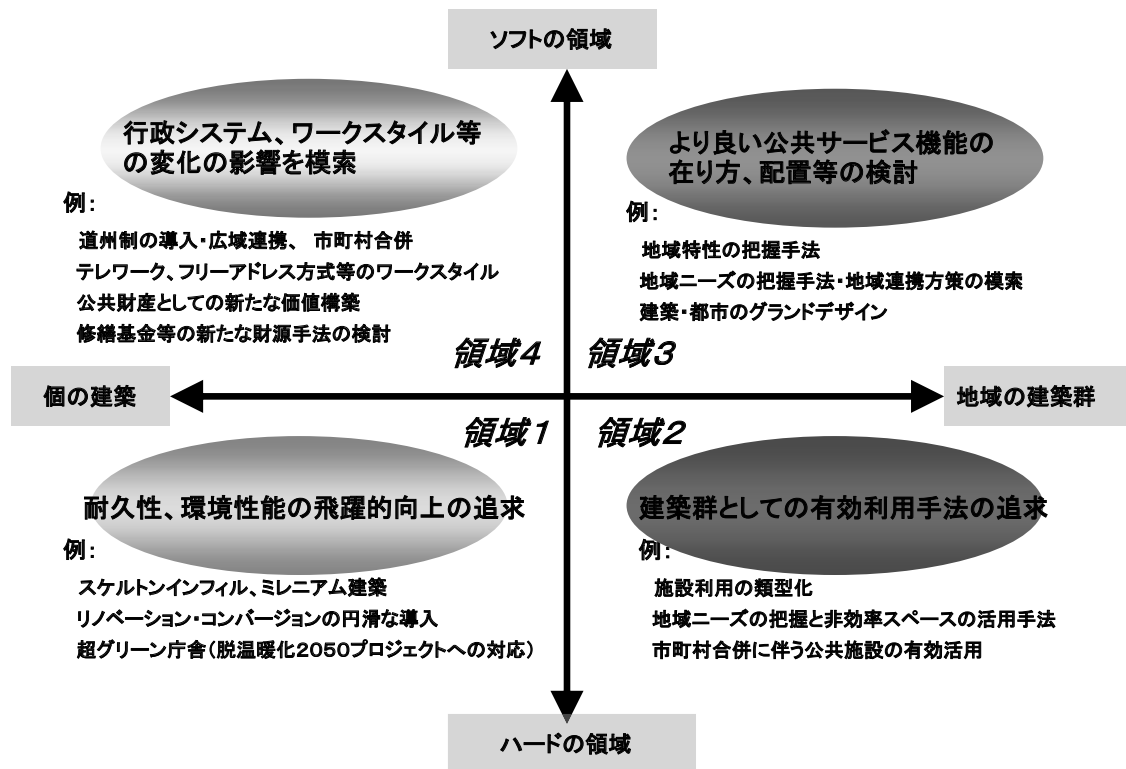 ソフトの領域
行政システム、ワークスタイル等
の変化の影響を模索
例:
道州制の導入・広域連携、 市町村合併
テレワーク、フリーアドレス方式等のワークスタイル
公共財産としての新たな価値構築
修繕基金等の新たな財源手法の検討
より良い公共サービス機能の
在り方、配置等の検討
例:
地域特性の把握手法
地域ニーズの把握手法・地域連携方策の模索
建築・都市のグランドデザイン
領域4
領域3
個の建築
地域の建築群
領域1
領域2
耐久性、環境性能の飛躍的向上の追求
例:
スケルトンインフィル、ミレニアム建築
リノベーション・コンバージョンの円滑な導入
超グリーン庁舎(脱温暖化2050プロジェクトへの対応)
建築群としての有効利用手法の追求
例:
施設利用の類型化
地域ニーズの把握と非効率スペースの活用手法
市町村合併に伴う公共施設の有効活用
ハードの領域